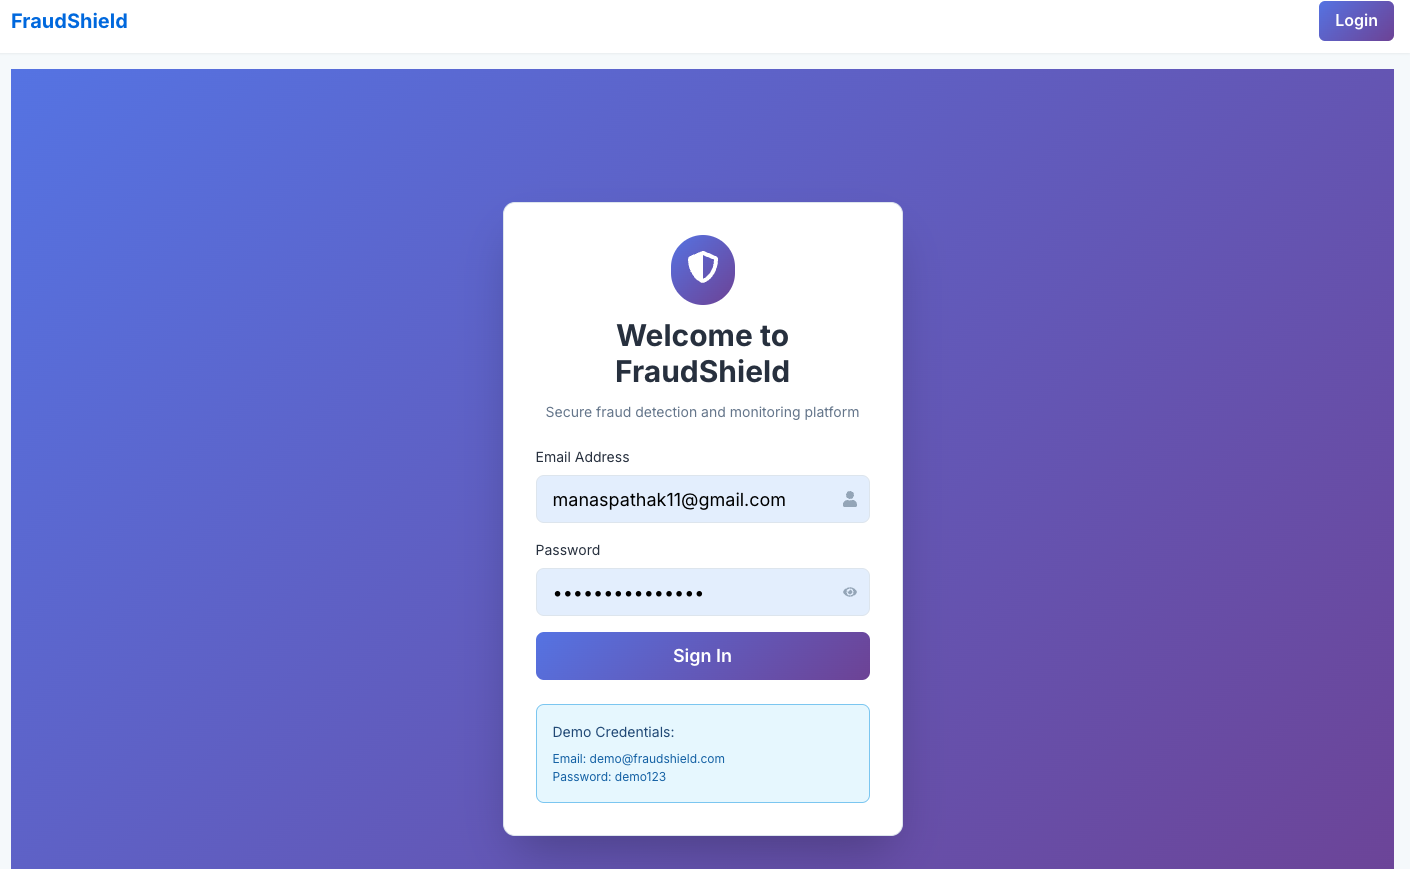 FraudShield
Login
Welcome to
FraudShield
Secure fraud detection and monitoring platform
Email Address
manaspathak11@gmail.com
Password
•••••••••••••••
Sign In
Demo Credentials:
Email: demo@fraudshield.com
Password: demo123